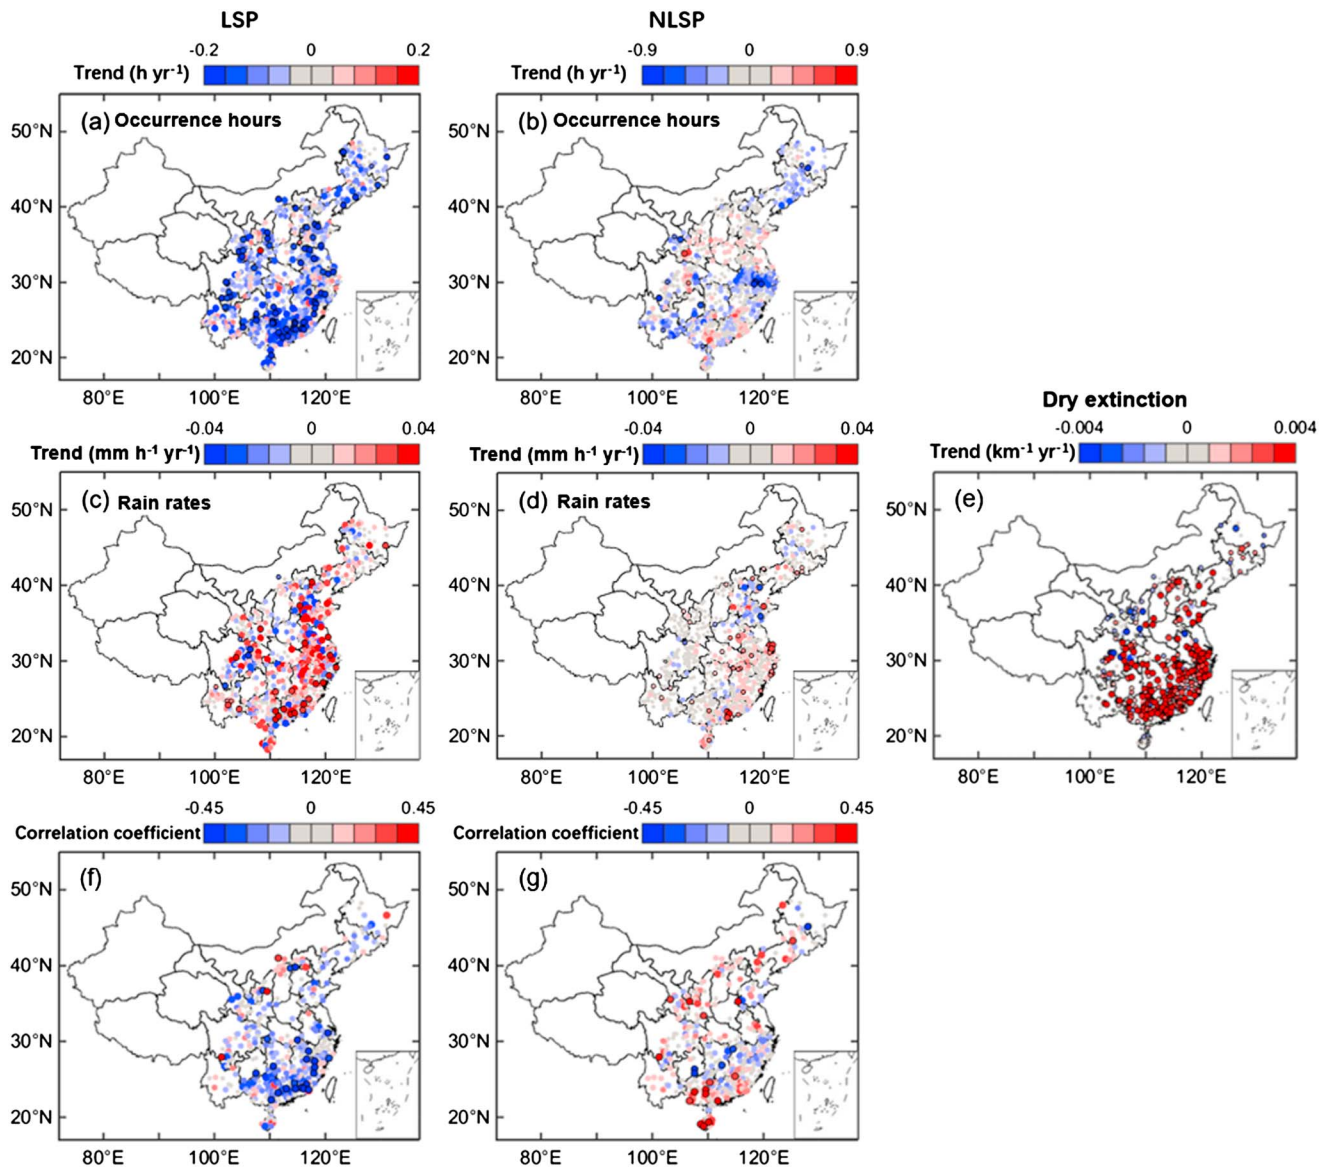 LSP NLSP
-0.2 0 0.2 -0.9 0 0.9
Trend (h yr⁻¹) Trend (h yr⁻¹)
(a) Occurrence hours (b) Occurrence hours
50°N 50°N
40°N 40°N
30°N 30°N
20°N 20°N
80°E 100°E 120°E 80°E 100°E 120°E
Dry extinction
-0.04 0 0.04 -0.04 0 0.04 -0.004 0 0.004
Trend (mm h⁻¹ yr⁻¹) Trend (mm h⁻¹ yr⁻¹) Trend (km⁻¹ yr⁻¹)
(c) Rain rates (d) Rain rates (e)
50°N 50°N 50°N
40°N 40°N 40°N
30°N 30°N 30°N
20°N 20°N 20°N
80°E 100°E 120°E 80°E 100°E 120°E 80°E 100°E 120°E
-0.45 0 0.45 -0.45 0 0.45
Correlation coefficient Correlation coefficient
(f) (g)
50°N 50°N
40°N 40°N
30°N 30°N
20°N 20°N
80°E 100°E 120°E 80°E 100°E 120°E